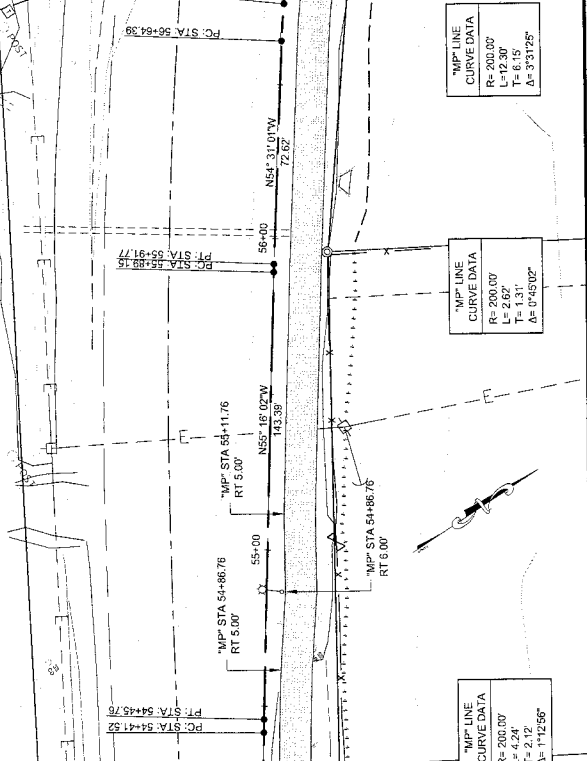 POST
PC: STA: 56+64.39
N54° 31' 01"W
72.62'
56+00
PT: STA: 55+91.77
PC: STA: 55+89.15
N55° 16' 02"W
143.39'
"MP" STA 55+11.76
RT 5.00'
55+00
"MP" STA 54+86.76
RT 5.00'
"MP" STA 54+86.76
RT 6.00'
PT: STA: 54+45.76
PC: STA: 54+41.52
E
E
"MP" LINE
CURVE DATA
R= 200.00'
L=12.30'
T= 6.15'
Δ= 3°31'25"
"MP" LINE
CURVE DATA
R= 200.00'
L= 2.62'
T= 1.31'
Δ= 0°45'02"
"MP" LINE
CURVE DATA
R= 200.00'
= 4.24'
T= 2.12'
Δ= 1°12'56"